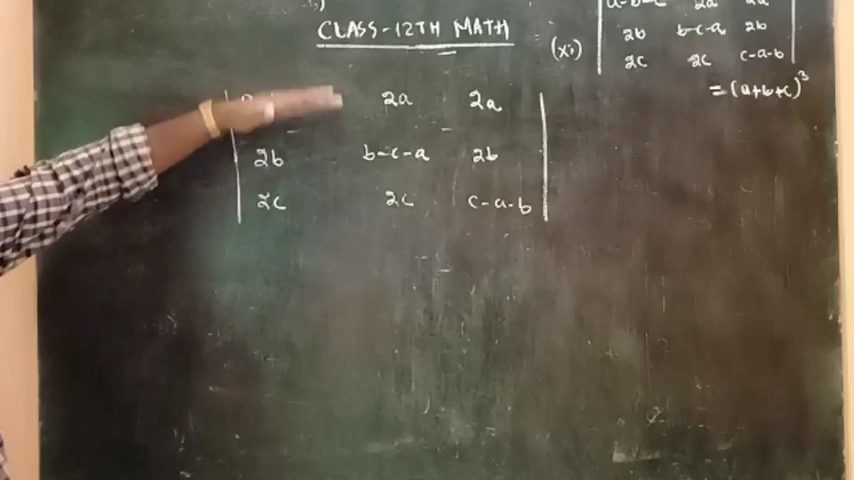 CLASS-12TH MATH
(xi) a-b-c 2a 2a
2b b-c-a 2b
2c 2c c-a-b
= (a+b+c)³
2a 2a
2b b-c-a 2b
2c 2c c-a-b